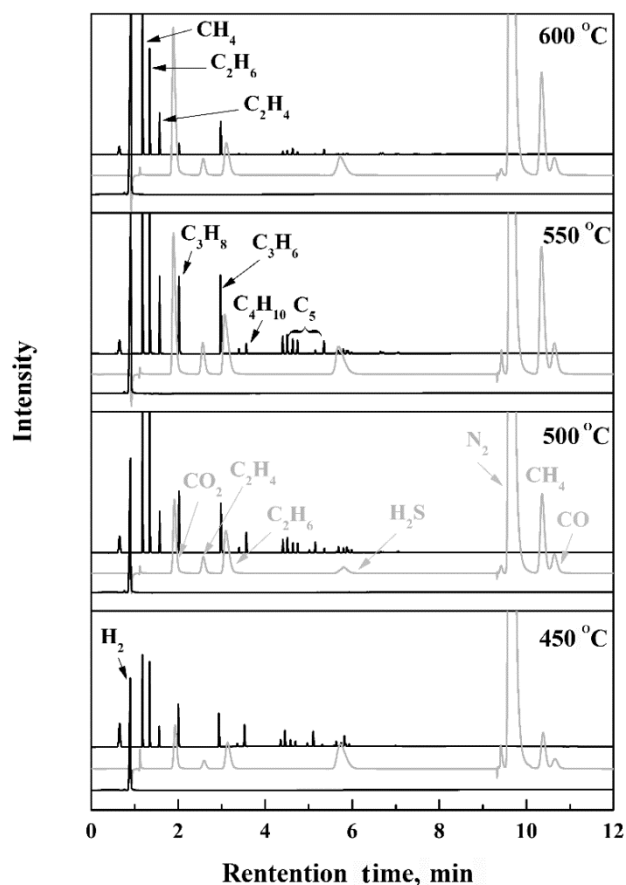 600 °C
CH₄
C₂H₆
C₂H₄
550 °C
C₃H₈
C₃H₆
C₄H₁₀
C₅
Intensity
500 °C
N₂
CO₂
C₂H₄
C₂H₆
H₂S
CH₄
CO
450 °C
H₂
0 2 4 6 8 10 12
Rentention time, min